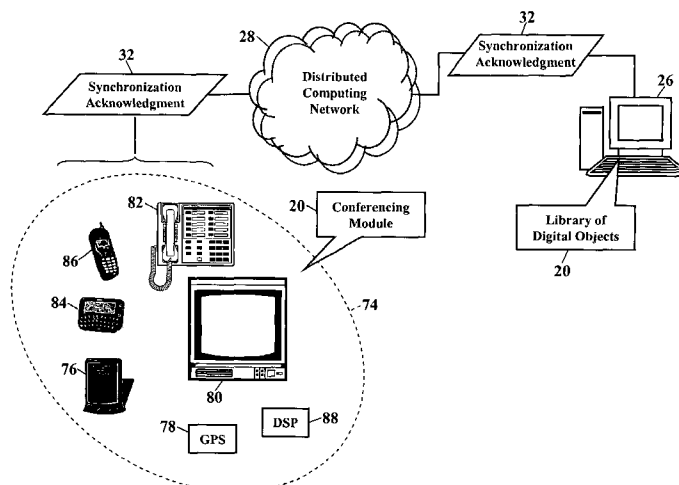 32
Synchronization
Acknowledgment
28
Distributed
Computing
Network
32
Synchronization
Acknowledgment
26
82
20
Conferencing
Module
Library of
Digital Objects
20
86
84
74
76
80
78
GPS
DSP
88